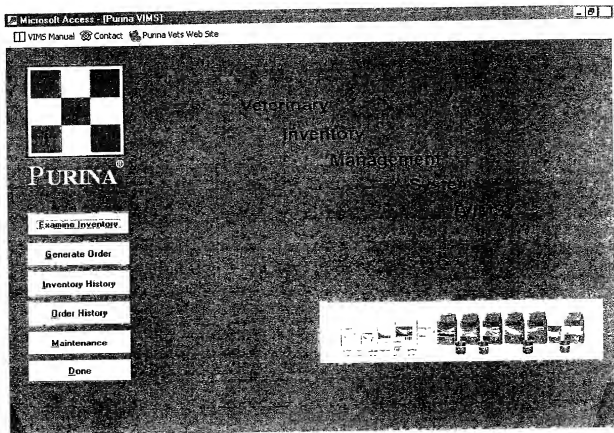 Microsoft Access - [Purina VIMS]
VIMS Manual Contact Purina Vets Web Site
Veterinary
Inventory
Management
System
PURINA®
Examine Inventory
Generate Order
Inventory History
Order History
Maintenance
Done